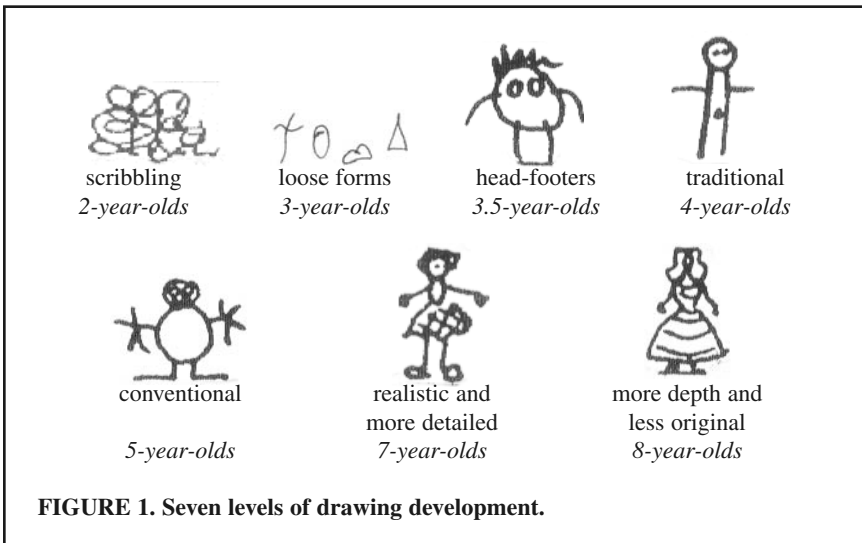 scribbling loose forms head-footers traditional
2-year-olds 3-year-olds 3.5-year-olds 4-year-olds
conventional realistic and more depth and
more detailed less original
5-year-olds 7-year-olds 8-year-olds
FIGURE 1. Seven levels of drawing development.